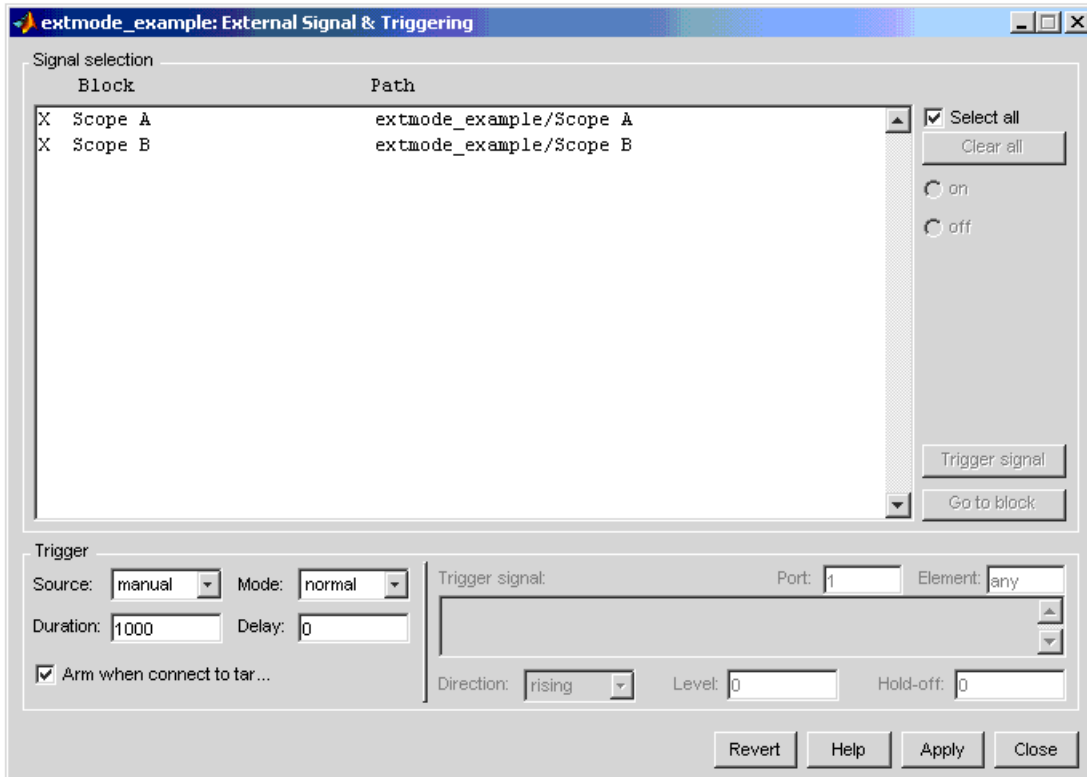 extmode_example: External Signal & Triggering
Signal selection
Block Path
X Scope A extmode_example/Scope A
X Scope B extmode_example/Scope B
Select all
Clear all
on
off
Trigger signal
Go to block
Trigger
Source: manual Mode: normal
Duration: 1000 Delay: 0
Arm when connect to tar...
Trigger signal: Port: 1 Element: any
Direction: rising Level: 0 Hold-off: 0
Revert Help Apply Close